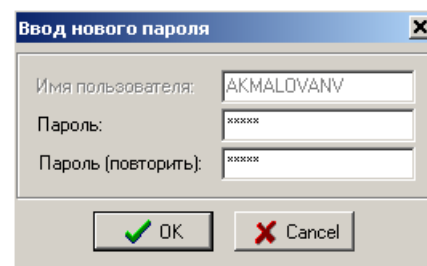 Ввод нового пароля
Имя пользователя: AKMALOVANV
Пароль: *****
Пароль (повторить): *****
OK Cancel